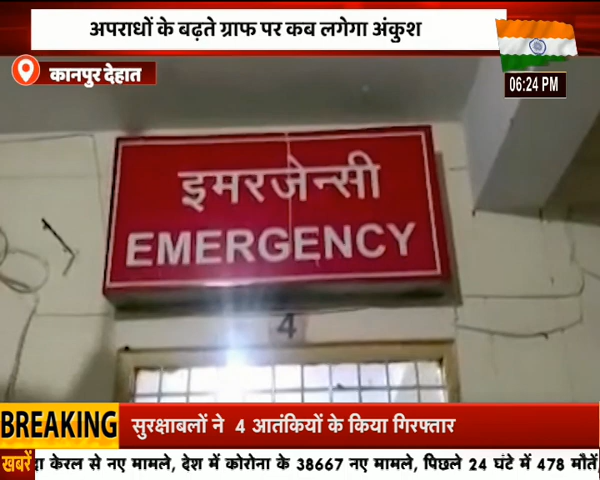 अपराधों के बढ़ते ग्राफ पर कब लगेगा अंकुश
कानपुर देहात
06:24 PM
इमरजेन्सी
EMERGENCY
4
BREAKING
सुरक्षाबलों ने 4 आतंकियों के किया गिरफ्तार
खबरें
केरल से नए मामले, देश में कोरोना के 38667 नए मामले, पिछले 24 घंटे में 478 मौतें,